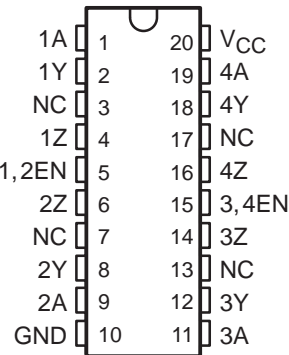 1A 1 20 VCC
1Y 2 19 4A
NC 3 18 4Y
1Z 4 17 NC
1,2EN 5 16 4Z
2Z 6 15 3,4EN
NC 7 14 3Z
2Y 8 13 NC
2A 9 12 3Y
GND 10 11 3A